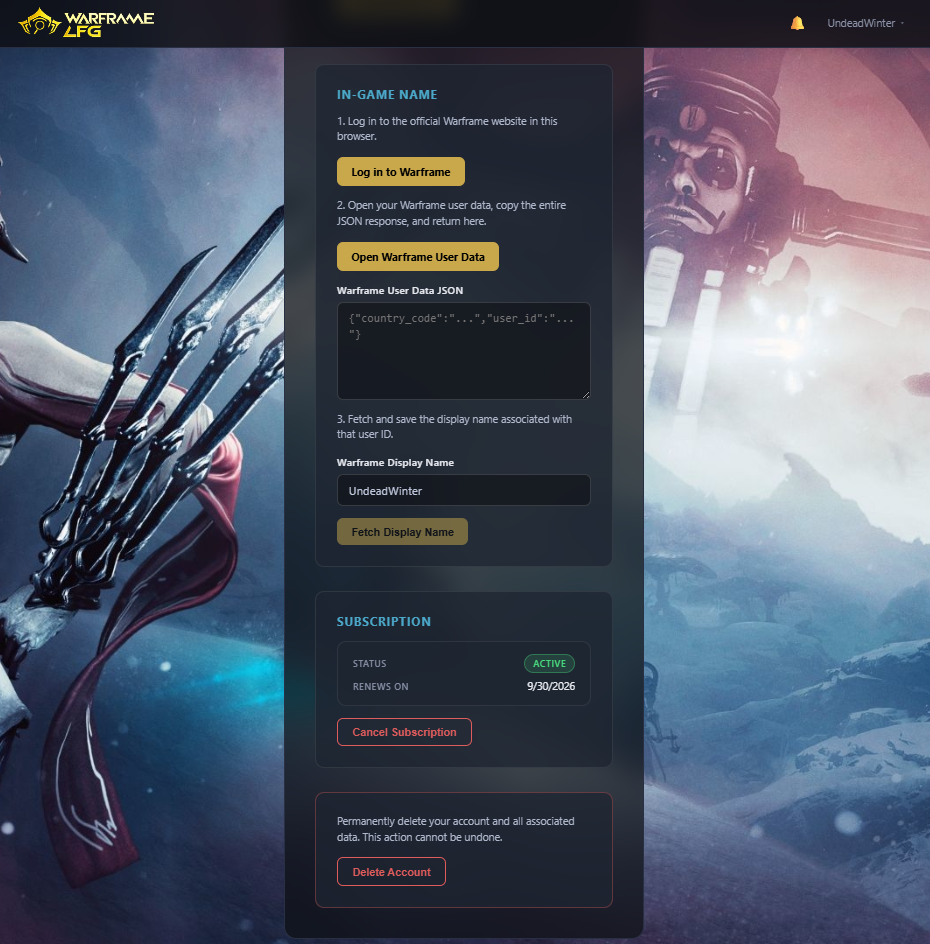 WARFRAME
LFG
UndeadWinter
IN-GAME NAME
1. Log in to the official Warframe website in this
browser.
Log in to Warframe
2. Open your Warframe user data, copy the entire
JSON response, and return here.
Open Warframe User Data
Warframe User Data JSON
{"country_code":"...","user_id":"...
"}
3. Fetch and save the display name associated with
that user ID.
Warframe Display Name
UndeadWinter
Fetch Display Name
SUBSCRIPTION
STATUS ACTIVE
RENEWS ON 9/30/2026
Cancel Subscription
Permanently delete your account and all associated
data. This action cannot be undone.
Delete Account